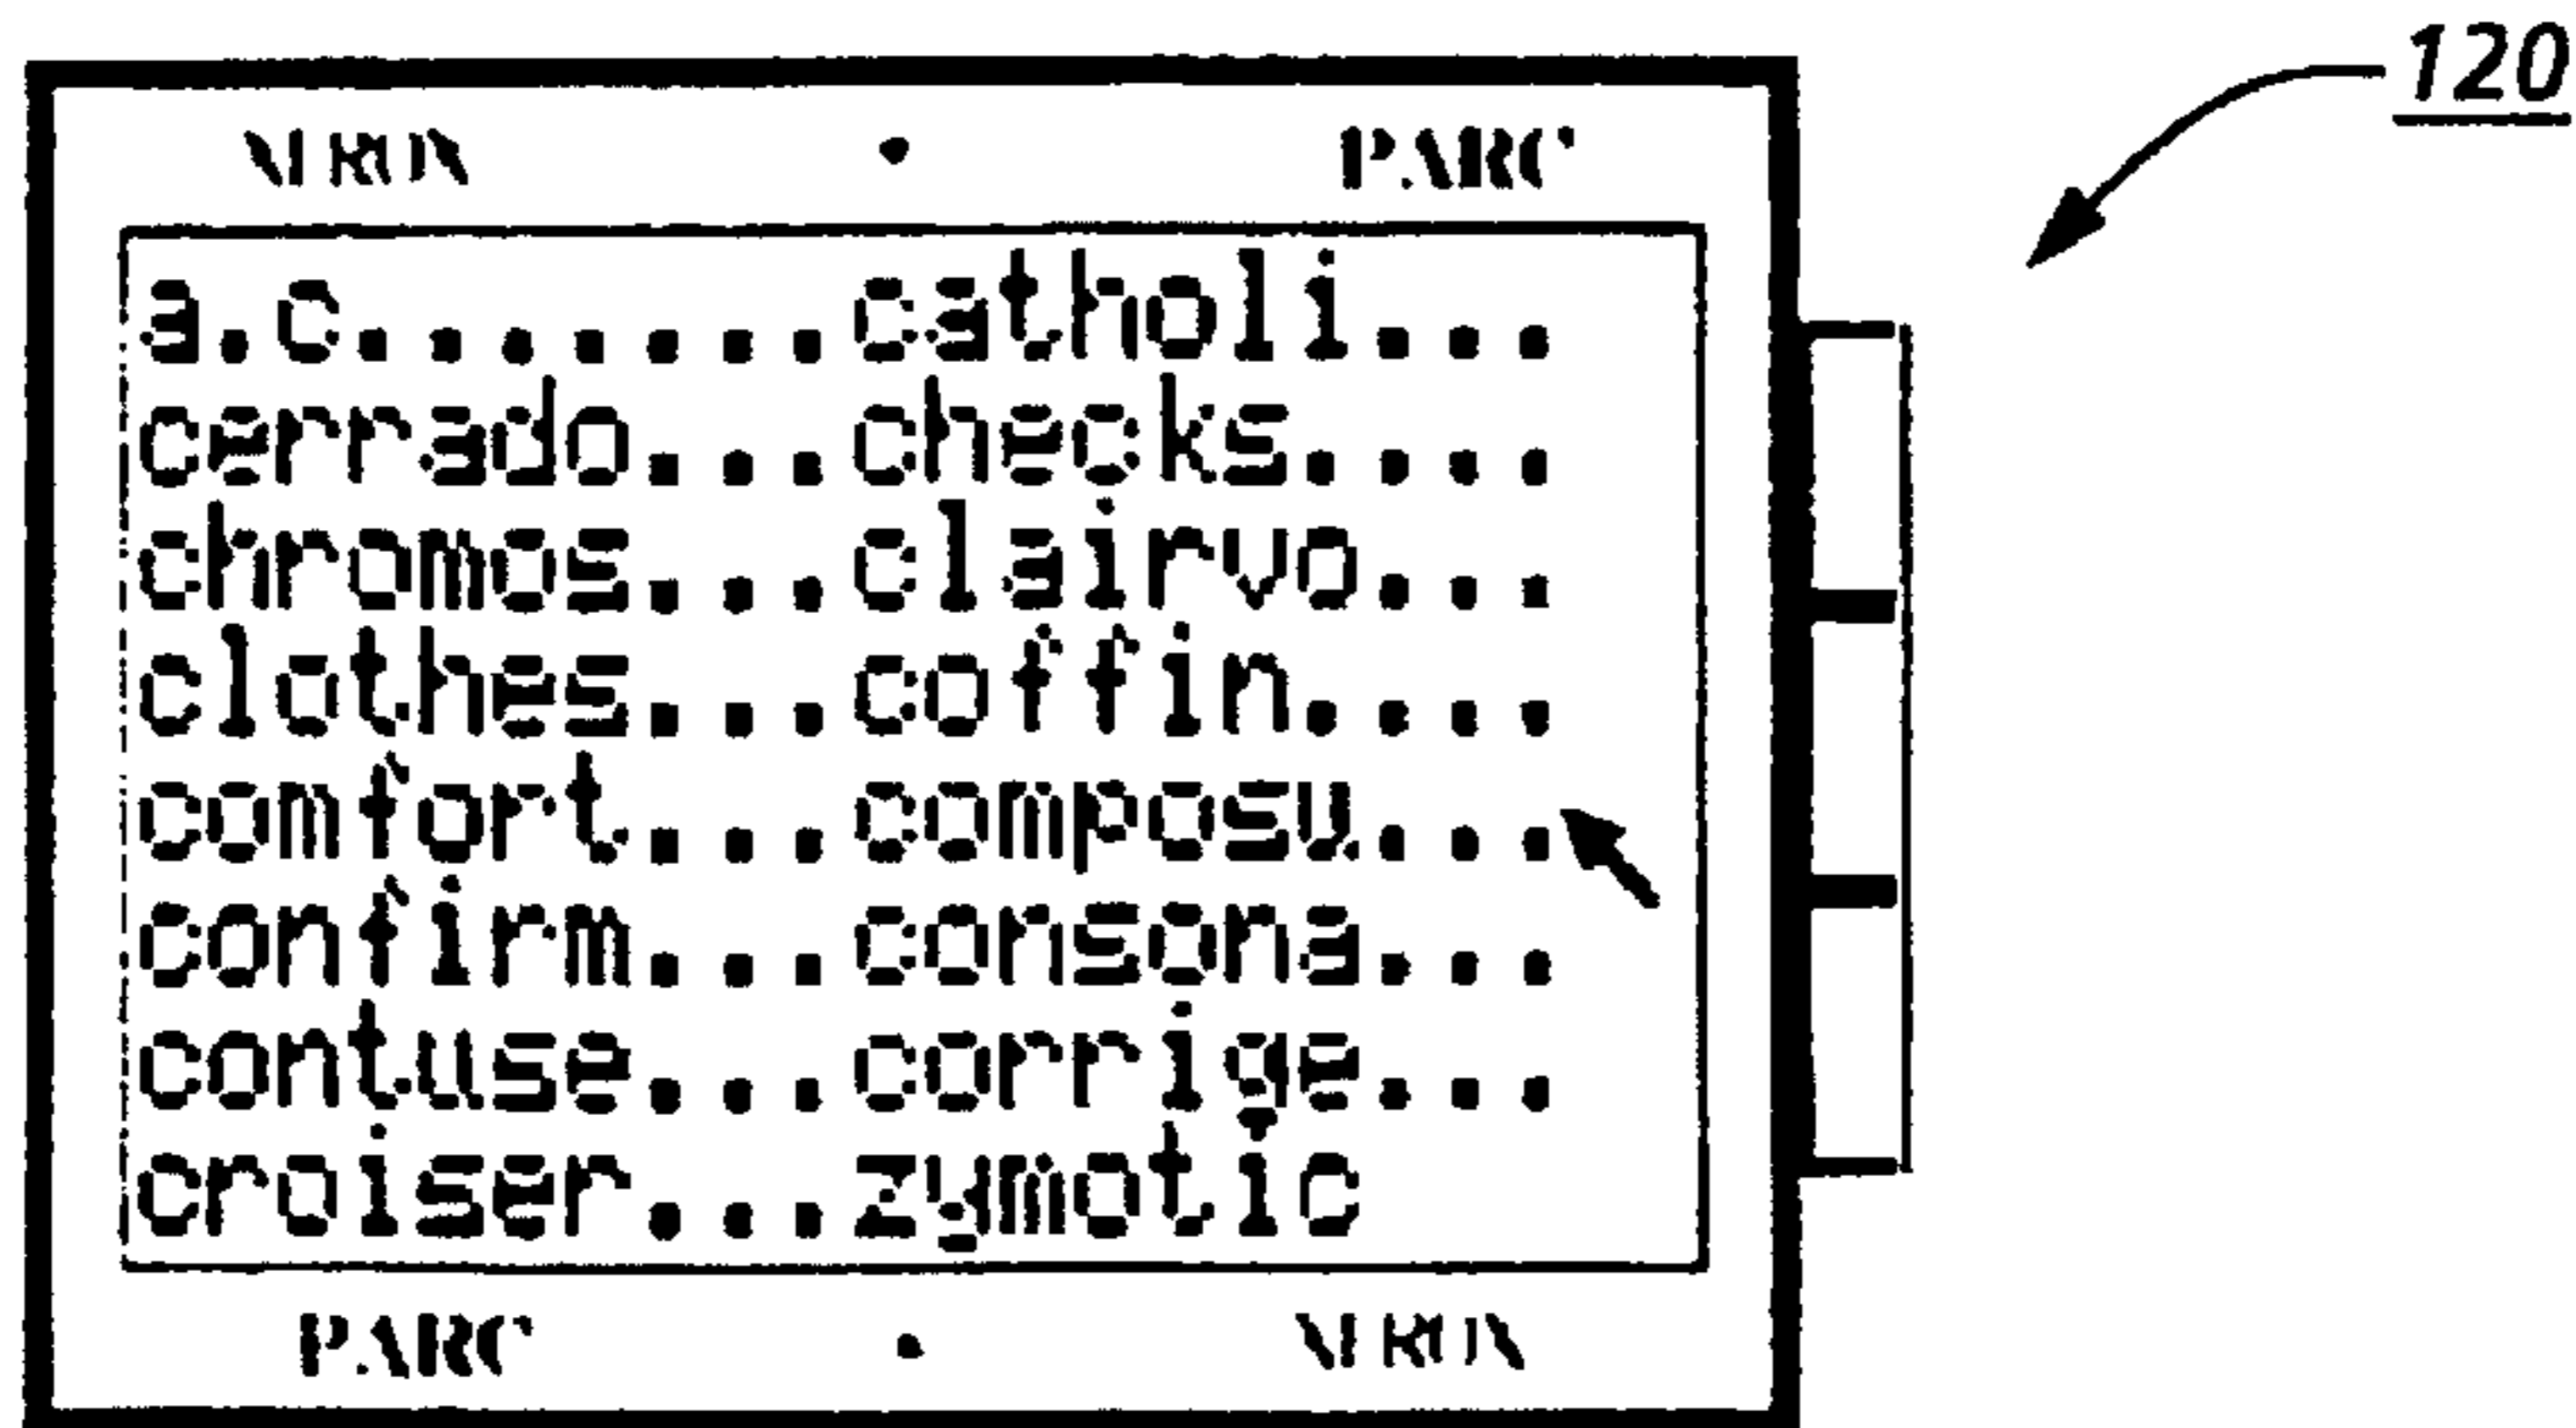 120
XEROX • PARC
a.c.......catholi...
cerrado...checks....
chromos...clairvo...
clothes...coffin....
comfort...composu...
confirm...consona...
contuse...corrige...
croiser...zymotic
PARC • XEROX